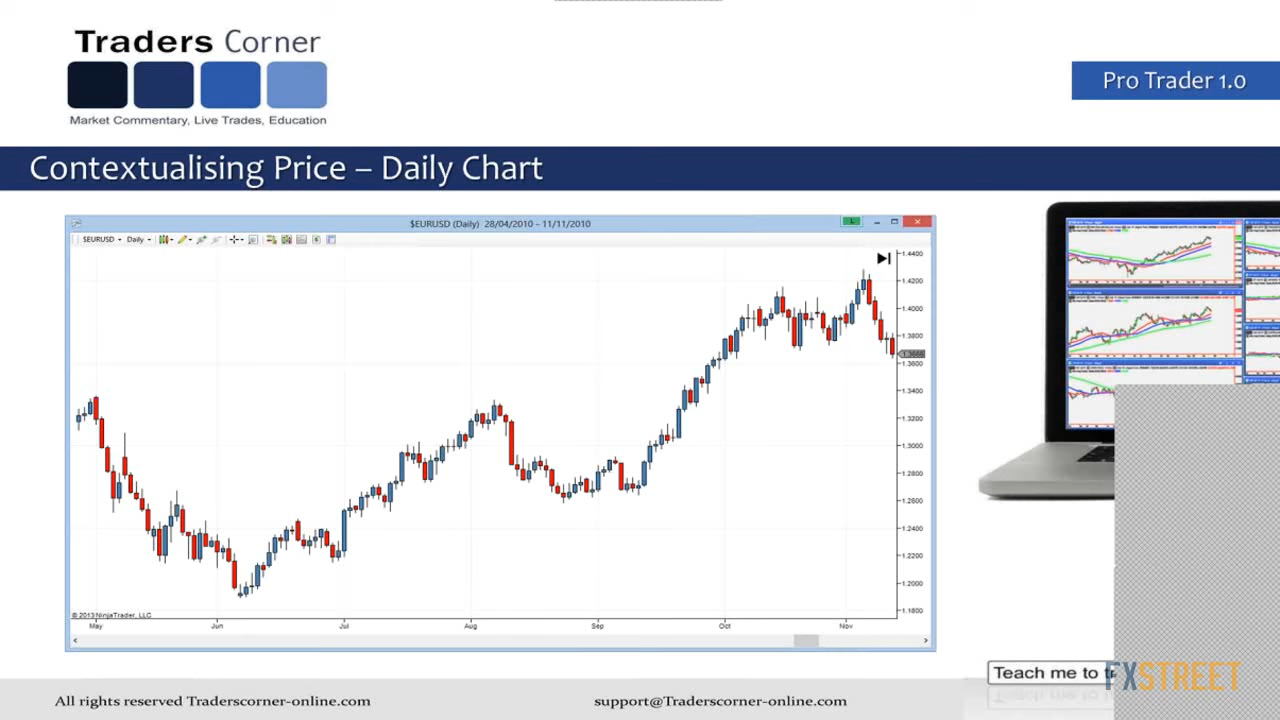 Traders Corner
Market Commentary, Live Trades, Education
Pro Trader 1.0
Contextualising Price – Daily Chart
$EURUSD (Daily) 28/04/2010 - 11/11/2010
$EURUSD Daily
1.4400
1.4200
1.4000
1.3800
1.3600
1.3400
1.3200
1.3000
1.2800
1.2600
1.2400
1.2200
1.2000
1.1800
© 2013 NinjaTrader, LLC
May Jun Jul Aug Sep Oct Nov
Teach me to
FXSTREET
All rights reserved Traderscorner-online.com
support@Traderscorner-online.com